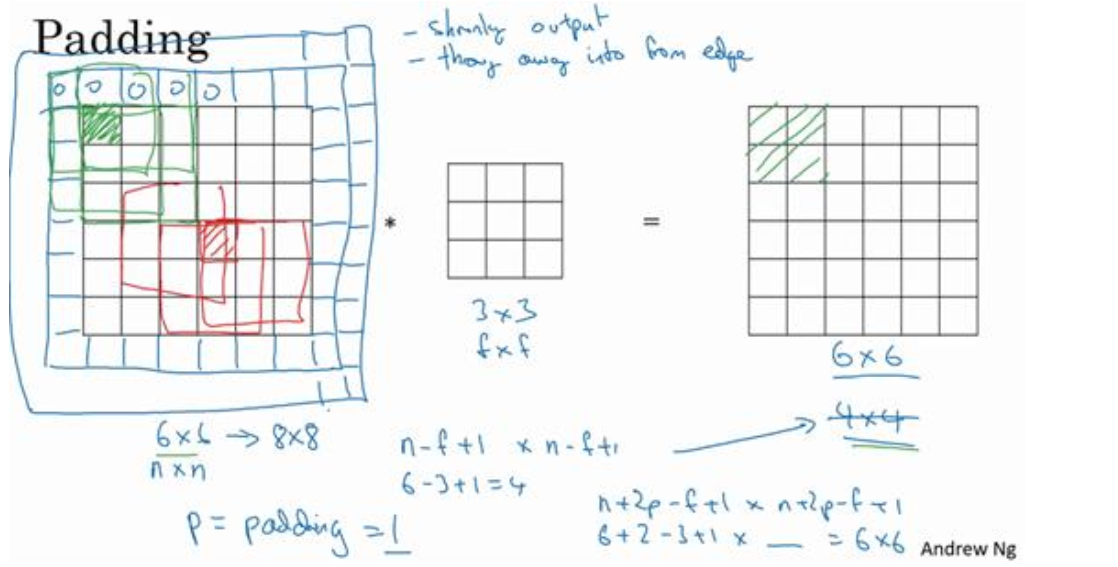 Padding
- shrinky output
- throw away info from edge
0 0 0 0 0
*
=
3 x 3
f x f
6 x 6
4 x 4
6 x 6 → 8 x 8
n x n
n - f + 1 x n - f + 1
6 - 3 + 1 = 4
p = padding = 1
n + 2p - f + 1 x n + 2p - f + 1
6 + 2 - 3 + 1 x __ = 6 x 6
Andrew Ng